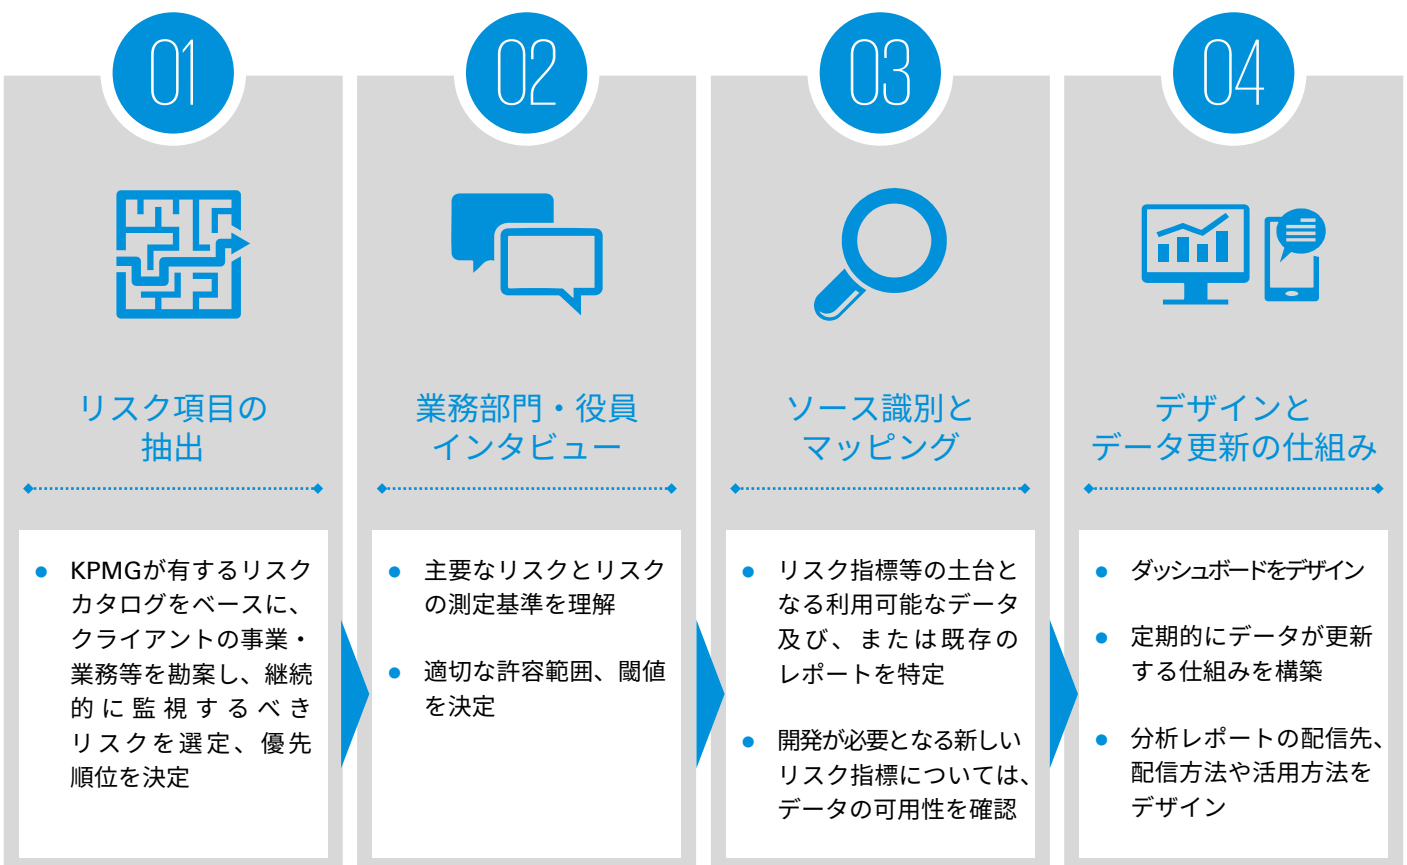 01
リスク項目の
抽出
KPMGが有するリスク
カタログをベースに、
クライアントの事業・
業務等を勘案し、継続
的に監視するべき
リスクを選定、優先
順位を決定
02
業務部門・役員
インタビュー
主要なリスクとリスク
の測定基準を理解
適切な許容範囲、閾値
を決定
03
ソース識別と
マッピング
リスク指標等の土台と
なる利用可能なデータ
及び、または既存の
レポートを特定
開発が必要となる新しい
リスク指標については、
データの可用性を確認
04
デザインと
データ更新の仕組み
ダッシュボードをデザイン
定期的にデータが更新
する仕組みを構築
分析レポートの配信先、
配信方法や活用方法を
デザイン